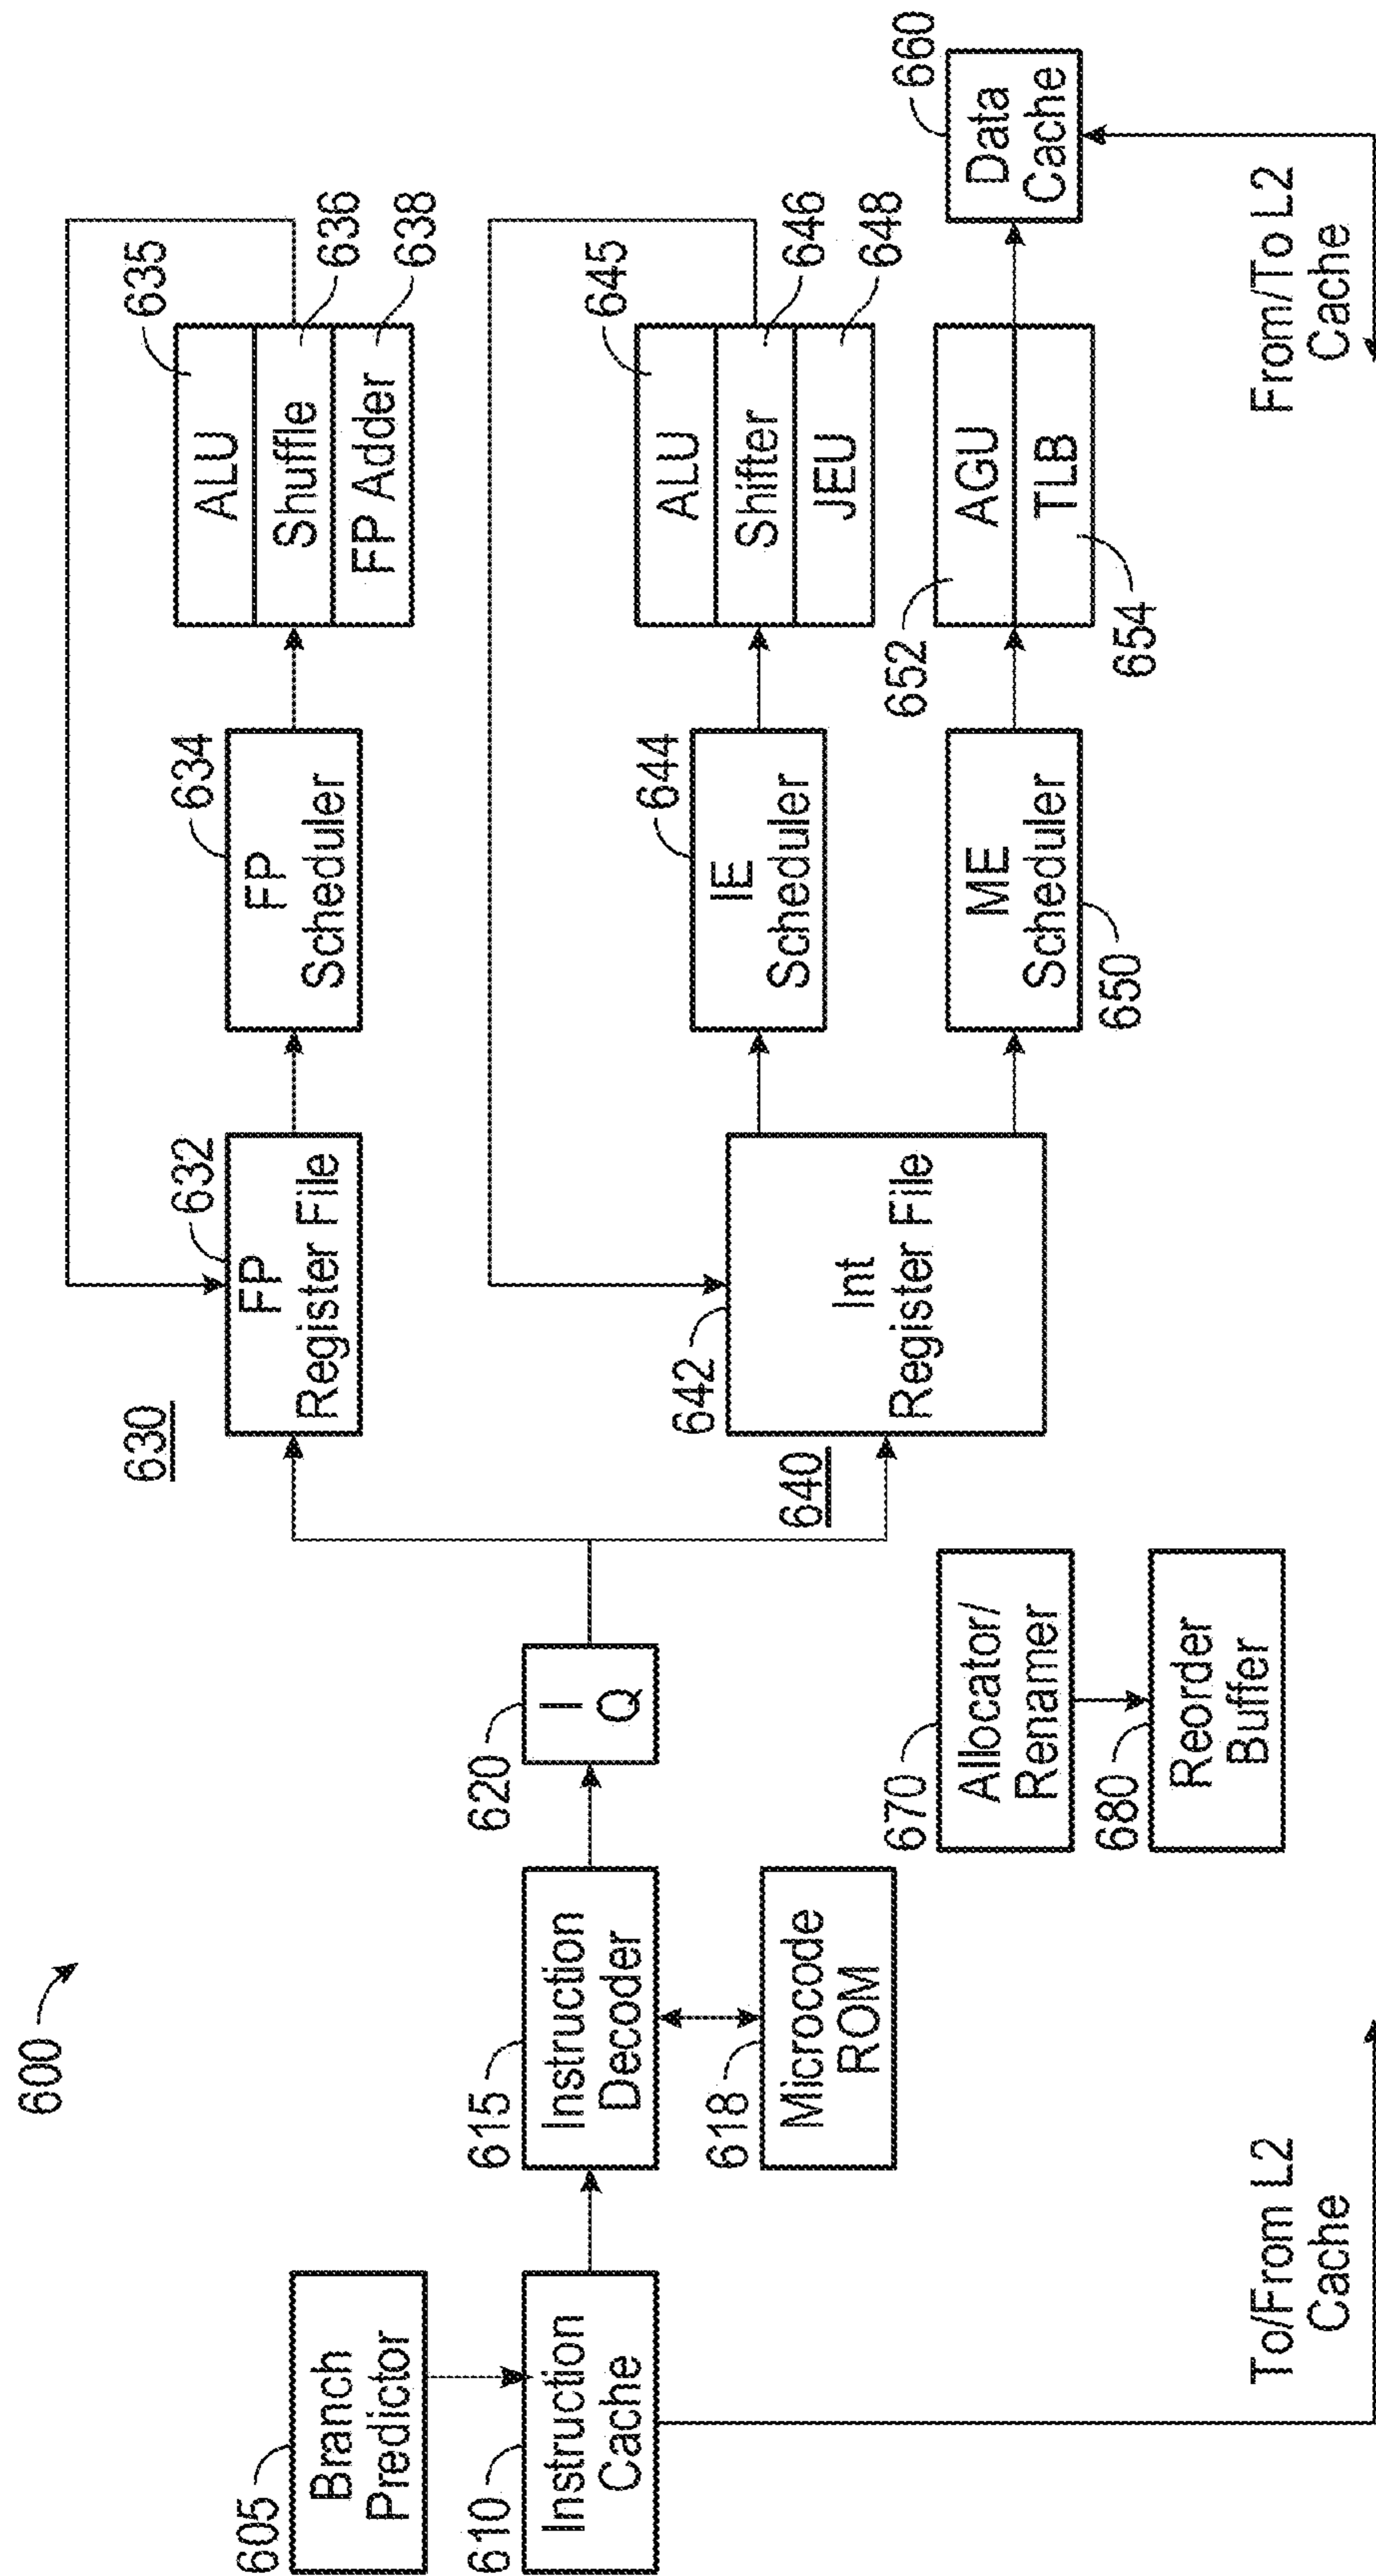 600
605
Branch
Predictor
610
Instruction
Cache
To/From L2
Cache
615
Instruction
Decoder
618
Microcode
ROM
620
I
Q
670
Allocator/
Renamer
680
Reorder
Buffer
630
632
FP
Register File
634
FP
Scheduler
635
ALU
636
Shuffle
638
FP Adder
640
642
Int
Register File
644
IE
Scheduler
645
ALU
646
Shifter
648
JEU
650
ME
Scheduler
652
AGU
654
TLB
660
Data
Cache
From/To L2
Cache